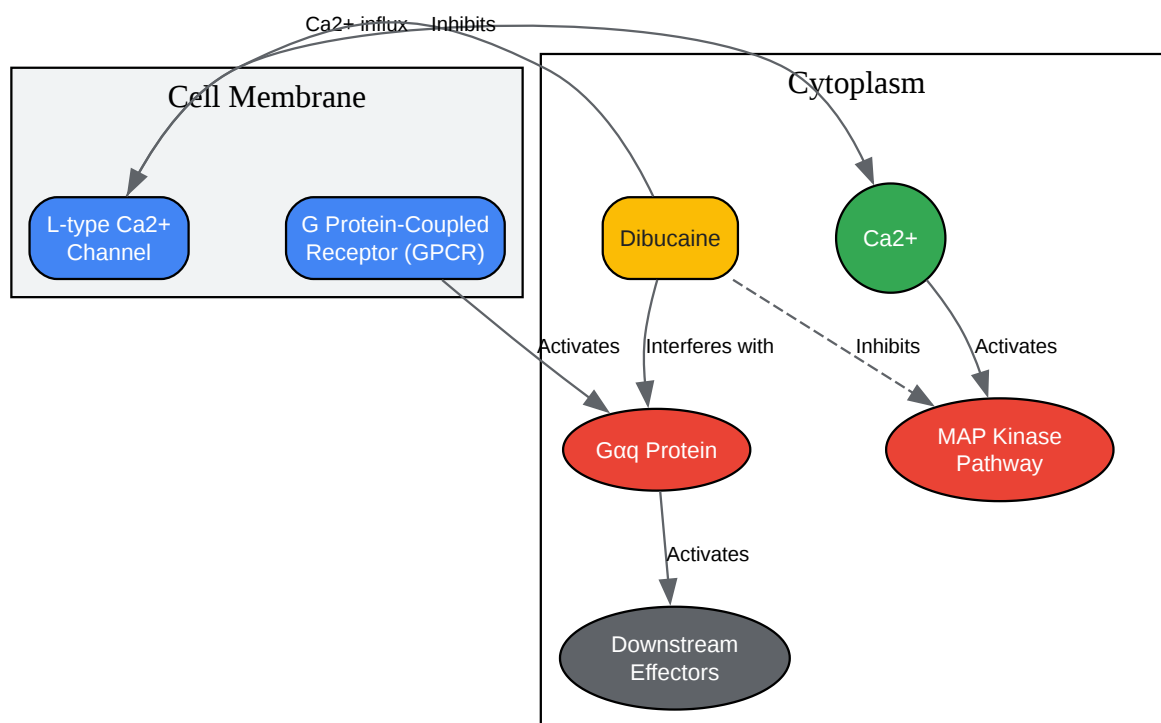 Ca2+ influx
Inhibits
Cell Membrane
Cytoplasm
L-type Ca2+
Channel
G Protein-Coupled
Receptor (GPCR)
Dibucaine
Ca2+
Activates
Interferes with
Inhibits
Activates
Gαq Protein
MAP Kinase
Pathway
Activates
Downstream
Effectors